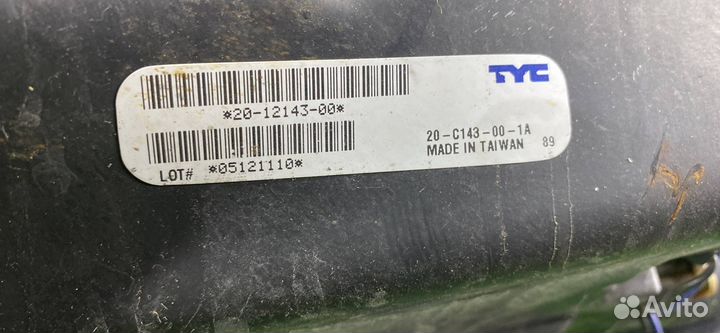 TYC
*20-12143-00*
20-C143-00-1A
MADE IN TAIWAN 89
LOT# *05121110*
Avito